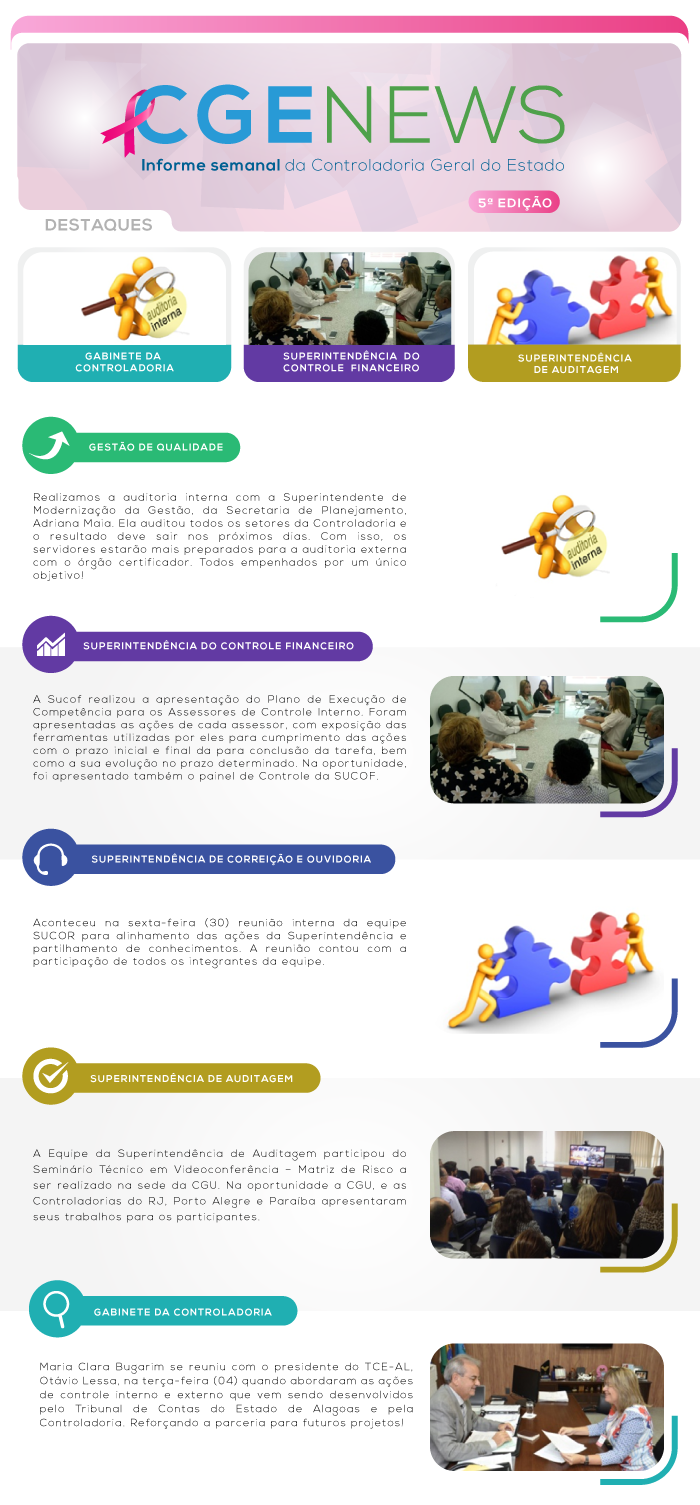 CGENEWS
Informe semanal da Controladoria Geral do Estado
5º EDIÇÃO
DESTAQUES
auditoria
interna
GABINETE DA
CONTROLADORIA
SUPERINTENDÊNCIA DO
CONTROLE FINANCEIRO
SUPERINTENDÊNCIA
DE AUDITAGEM
GESTÃO DE QUALIDADE
Realizamos a auditoria interna com a Superintendente de
Modernização da Gestão, da Secretaria de Planejamento,
Adriana Maia. Ela auditou todos os setores da Controladoria e
o resultado deve sair nos próximos dias. Com isso, os
servidores estarão mais preparados para a auditoria externa
com o órgão certificador. Todos empenhados por um único
objetivo!
auditoria
interna
SUPERINTENDÊNCIA DO CONTROLE FINANCEIRO
A Sucof realizou a apresentação do Plano de Execução de
Competência para os Assessores de Controle Interno. Foram
apresentadas as ações de cada assessor, com exposição das
ferramentas utilizadas por eles para cumprimento das ações
com o prazo inicial e final da para conclusão da tarefa, bem
como a sua evolução no prazo determinado. Na oportunidade,
foi apresentado também o painel de Controle da SUCOF.
SUPERINTENDÊNCIA DE CORREIÇÃO E OUVIDORIA
Aconteceu na sexta-feira (30) reunião interna da equipe
SUCOR para alinhamento das ações da Superintendência e
partilhamento de conhecimentos. A reunião contou com a
participação de todos os integrantes da equipe.
SUPERINTENDÊNCIA DE AUDITAGEM
A Equipe da Superintendência de Auditagem participou do
Seminário Técnico em Videoconferência – Matriz de Risco a
ser realizado na sede da CGU. Na oportunidade a CGU, e as
Controladorias do RJ, Porto Alegre e Paraíba apresentaram
seus trabalhos para os participantes.
GABINETE DA CONTROLADORIA
Maria Clara Bugarim se reuniu com o presidente do TCE-AL,
Otávio Lessa, na terça-feira (04) quando abordaram as ações
de controle interno e externo que vem sendo desenvolvidos
pelo Tribunal de Contas do Estado de Alagoas e pela
Controladoria. Reforçando a parceria para futuros projetos!